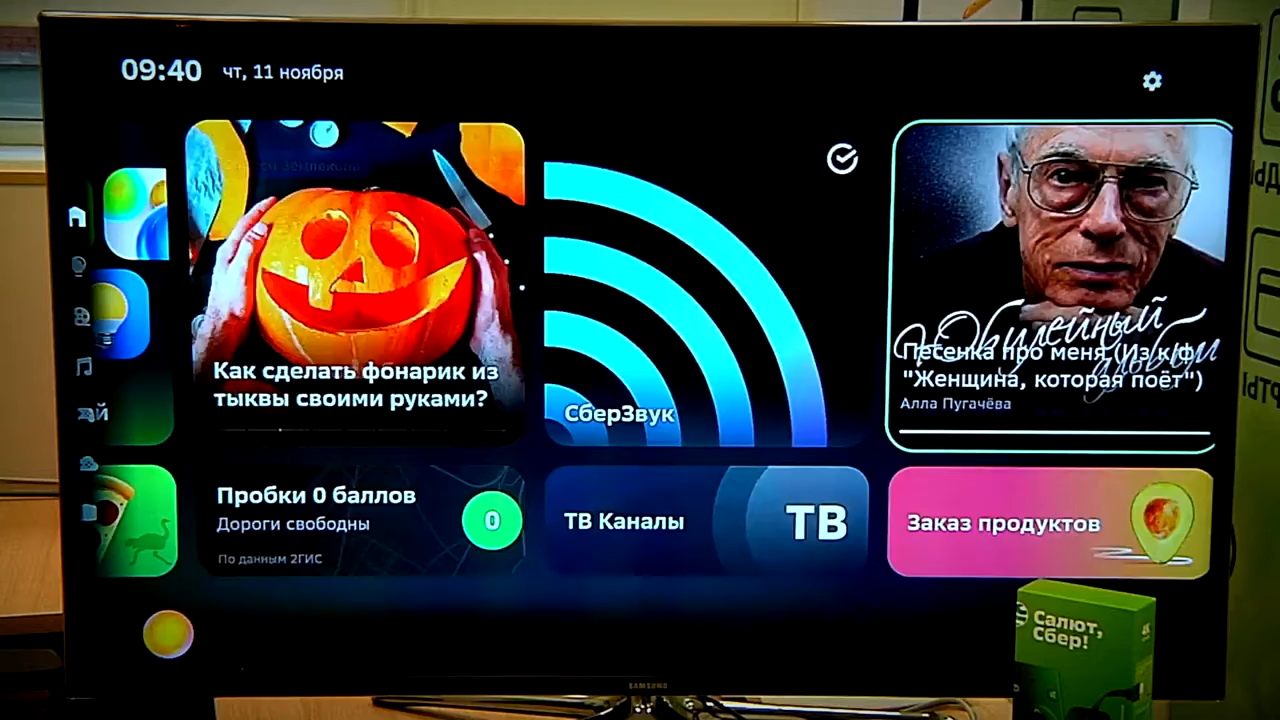 09:40
чт, 11 ноября
Как сделать фонарик из
тыквы своими руками?
СберЗвук
Юбилейный
альбом
Песенка про меня (Из к/ф
"Женщина, которая поёт")
Алла Пугачёва
Пробки 0 баллов
Дороги свободны
По данным 2ГИС
0
ТВ Каналы
ТВ
Заказ продуктов
Салют,
Сбер!
4K
SAMSUNG